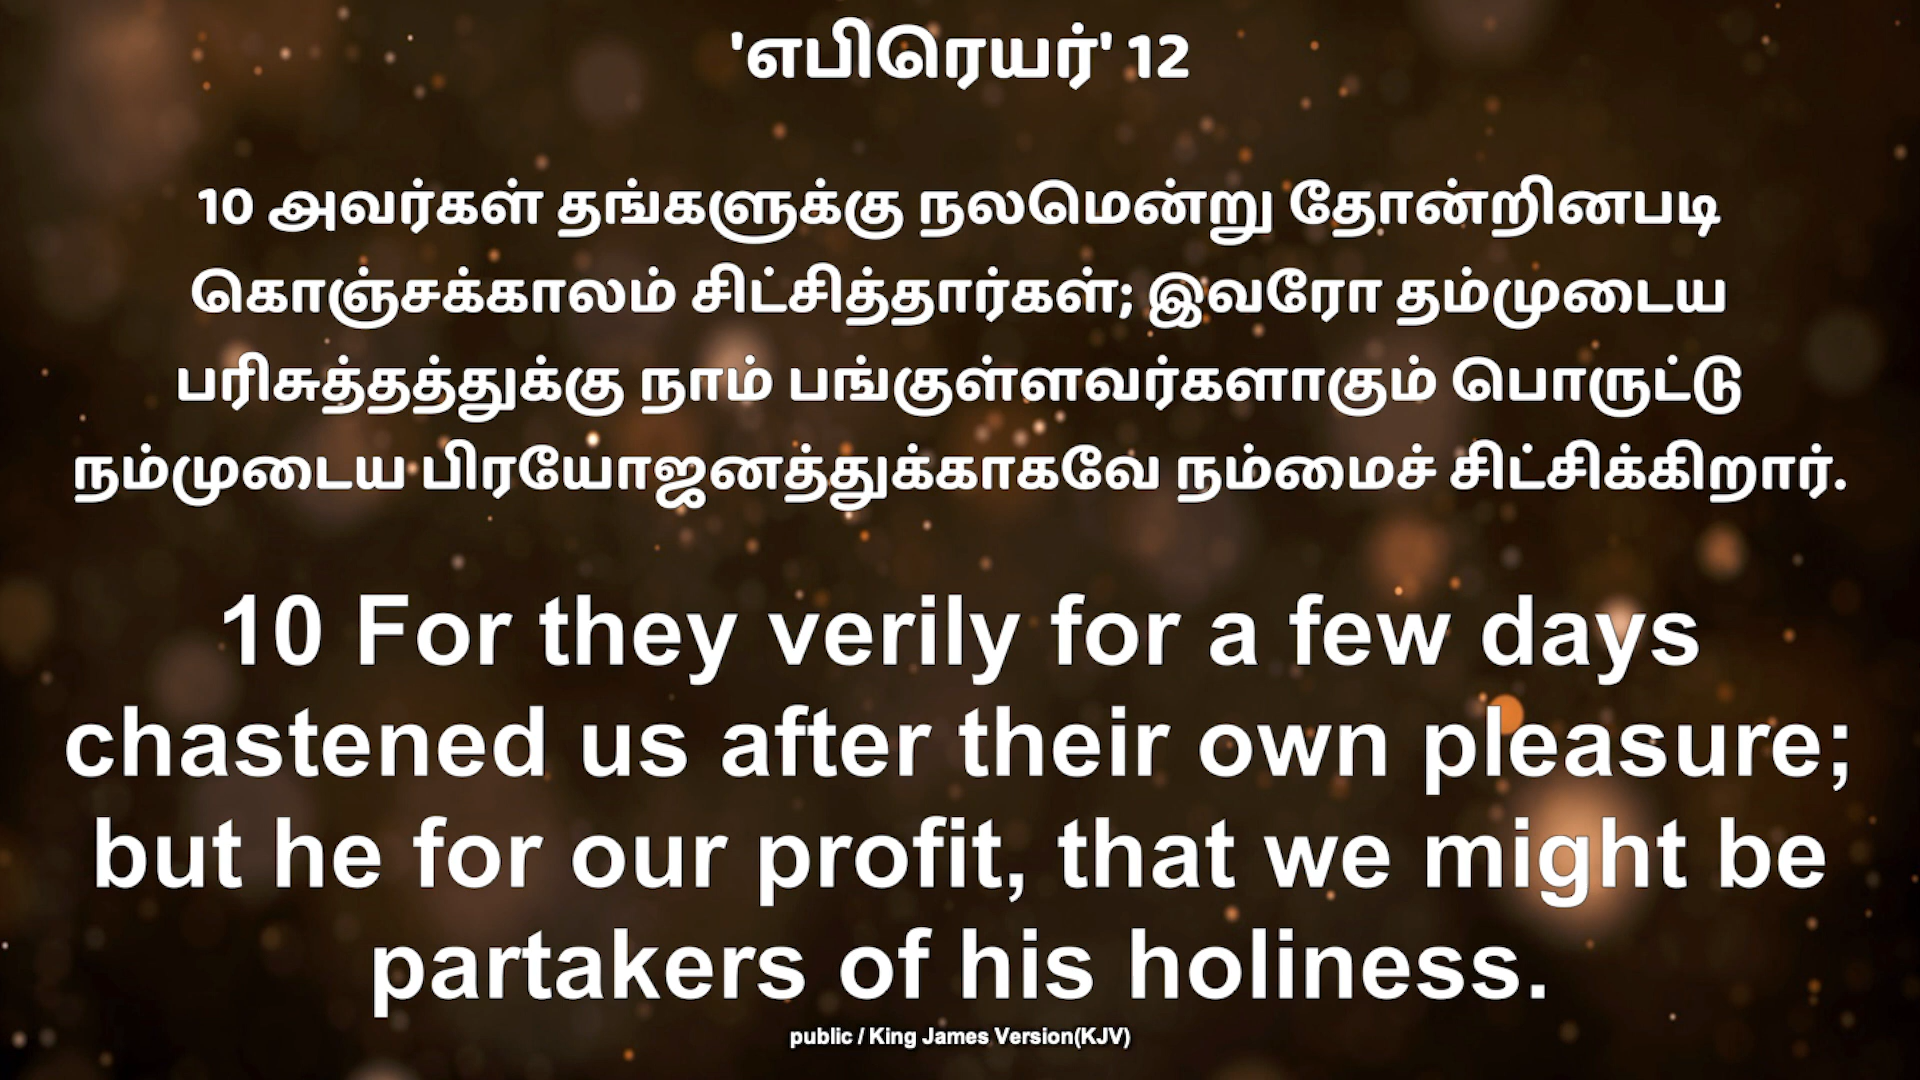 'எபிரெயர்' 12
10 அவர்கள் தங்களுக்கு நலமென்று தோன்றினபடி
கொஞ்சக்காலம் சிட்சித்தார்கள்; இவரோ தம்முடைய
பரிசுத்தத்துக்கு நாம் பங்குள்ளவர்களாகும் பொருட்டு
நம்முடைய பிரயோஜனத்துக்காகவே நம்மைச் சிட்சிக்கிறார்.
10 For they verily for a few days
chastened us after their own pleasure;
but he for our profit, that we might be
partakers of his holiness.
public / King James Version(KJV)